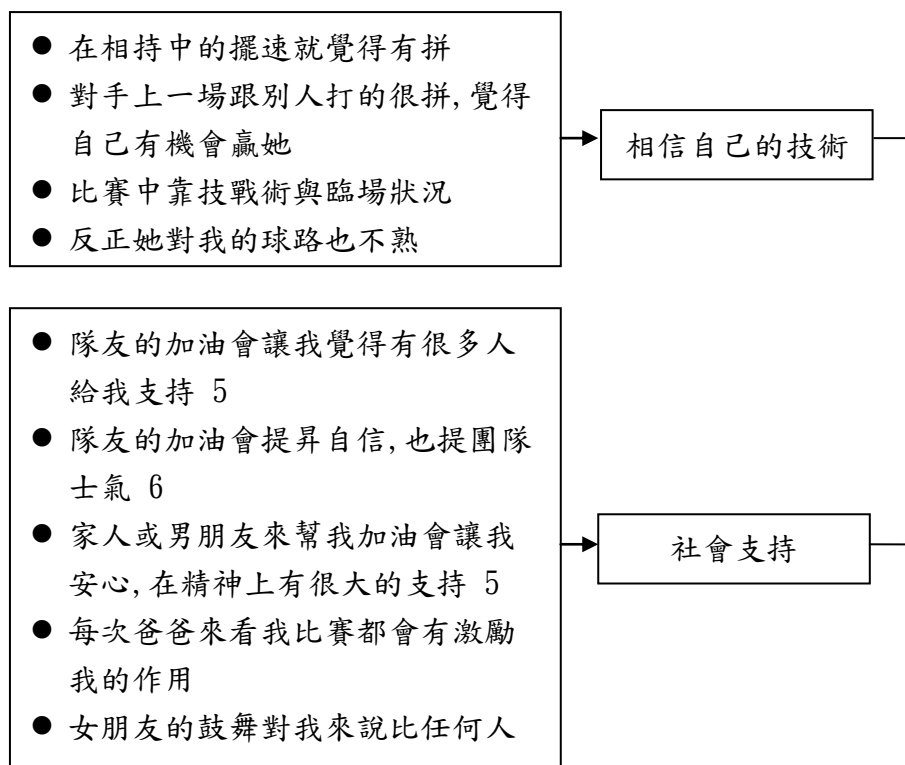 ● 在相持中的擺速就覺得有拼
● 對手上一場跟別人打的很拼,覺得
自己有機會贏她
● 比賽中靠技戰術與臨場狀況
● 反正她對我的球路也不熟
相信自己的技術
● 隊友的加油會讓我覺得有很多人
給我支持 5
● 隊友的加油會提昇自信,也提團隊
士氣 6
● 家人或男朋友來幫我加油會讓我
安心,在精神上有很大的支持 5
● 每次爸爸來看我比賽都會有激勵
我的作用
● 女朋友的鼓舞對我來說比任何人
社會支持